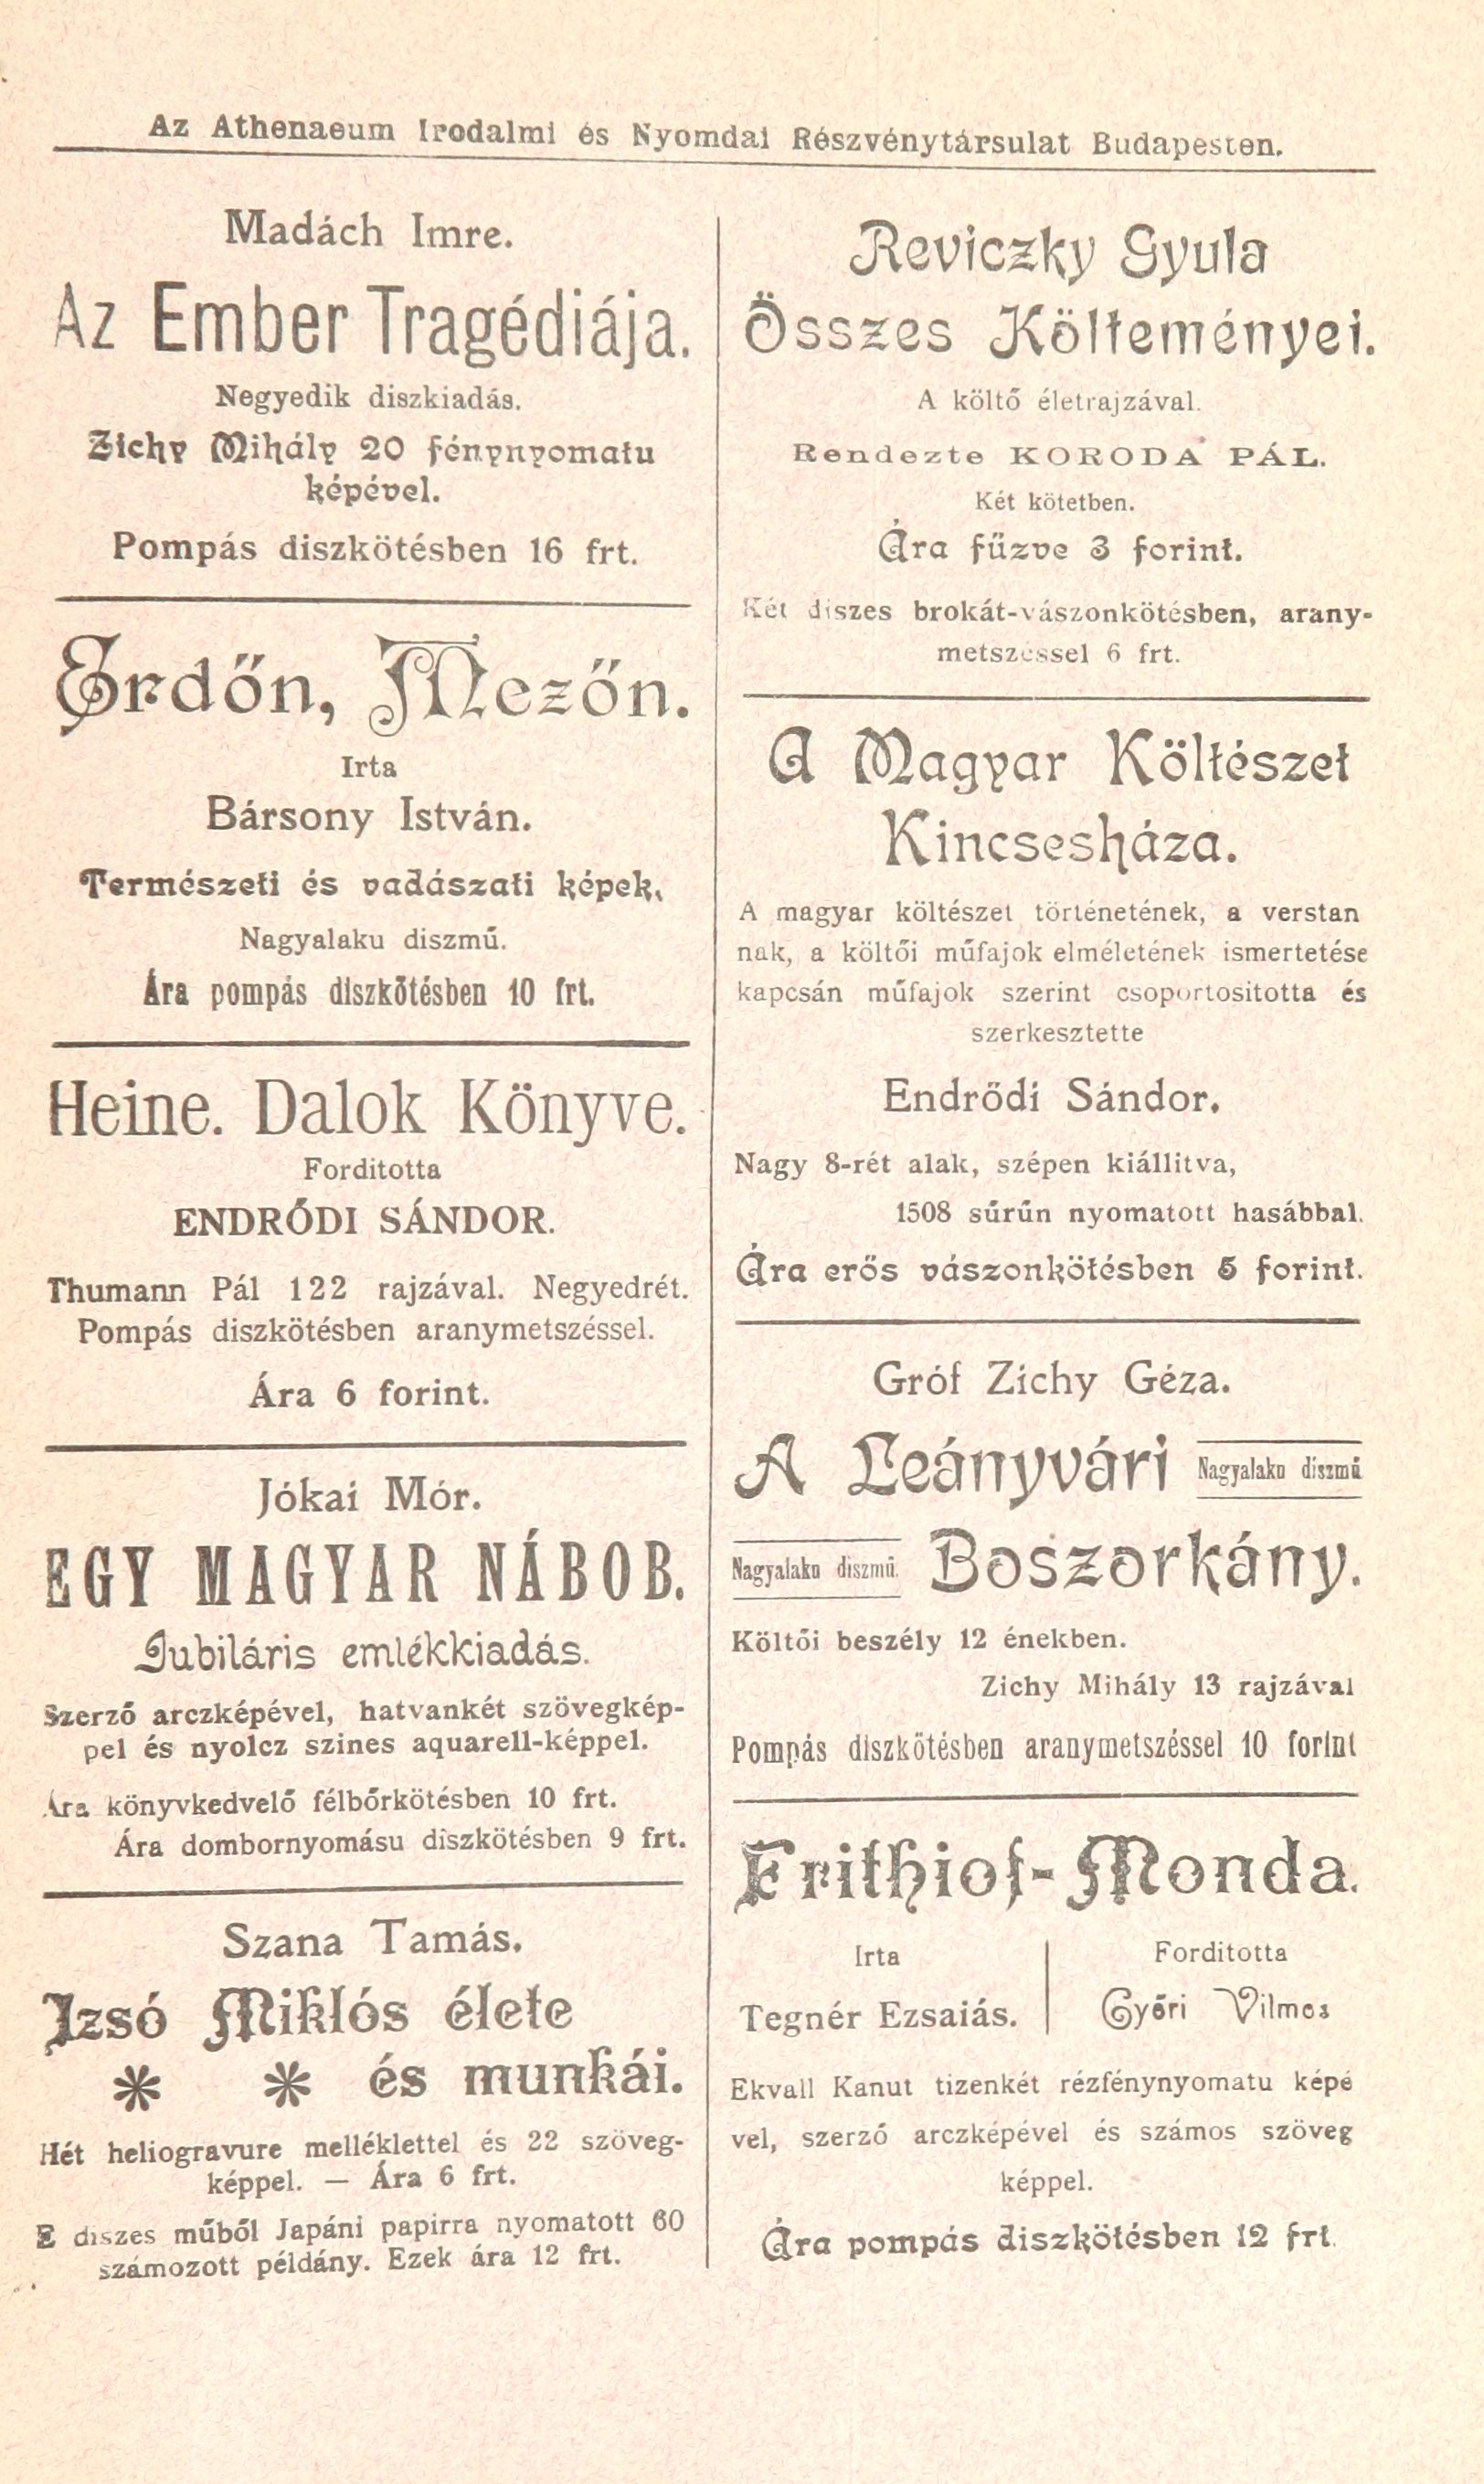 Az Athenaeum Irodalmi és Nyomdai Részvénytársulat Budapesten.
Madách Imre.
Az Ember Tragédiája.
Negyedik diszkiadás.
Zichy Mihály 20 fénynyomatu
képével.
Pompás diszkötésben 16 frt.
Erdőn, Mezőn.
Irta
Bársony István.
Természeti és vadászati képek.
Nagyalaku diszmű.
Ára pompás diszkötésben 10 frt.
Heine. Dalok Könyve.
Forditotta
ENDRŐDI SÁNDOR.
Thumann Pál 122 rajzával. Negyedrét.
Pompás diszkötésben aranymetszéssel.
Ára 6 forint.
Jókai Mór.
EGY MAGYAR NÁBOB.
Jubiláris emlékkiadás.
Szerző arczképével, hatvankét szövegkép-
pel és nyolcz szines aquarell-képpel.
Ára könyvkedvelő félbőrkötésben 10 frt.
Ára dombornyomásu diszkötésben 9 frt.
Szana Tamás.
Izsó Miklós élete
* * és munkái.
Hét heliogravure melléklettel és 22 szöveg-
képpel. — Ára 6 frt.
E diszes műből Japáni papirra nyomatott 60
számozott példány. Ezek ára 12 frt.
Reviczky Gyula
Összes Költeményei.
A költő életrajzával.
Rendezte KORODA PÁL.
Két kötetben.
Ára fűzve 3 forint.
Két diszes brokát-vászonkötésben, arany-
metszéssel 6 frt.
A Magyar Költészet
Kincsesháza.
A magyar költészet történetének, a verstan
nak, a költői műfajok elméletének ismertetése
kapcsán műfajok szerint csoportositotta és
szerkesztette
Endrődi Sándor.
Nagy 8-rét alak, szépen kiállitva,
1508 sűrűn nyomatott hasábbal.
Ára erős vászonkötésben 5 forint.
Gróf Zichy Géza.
A Leányvári Nagyalaku diszmű
Nagyalaku diszmű. Boszorkány.
Költői beszély 12 énekben.
Zichy Mihály 13 rajzával
Pompás diszkötésben aranymetszéssel 10 forint
Frithiof-Monda.
Irta
Tegnér Ezsaiás.
Forditotta
Győri Vilmos
Ekvall Kanut tizenkét rézfénynyomatu képé
vel, szerző arczképével és számos szöveg
képpel.
Ára pompás diszkötésben 12 frt.